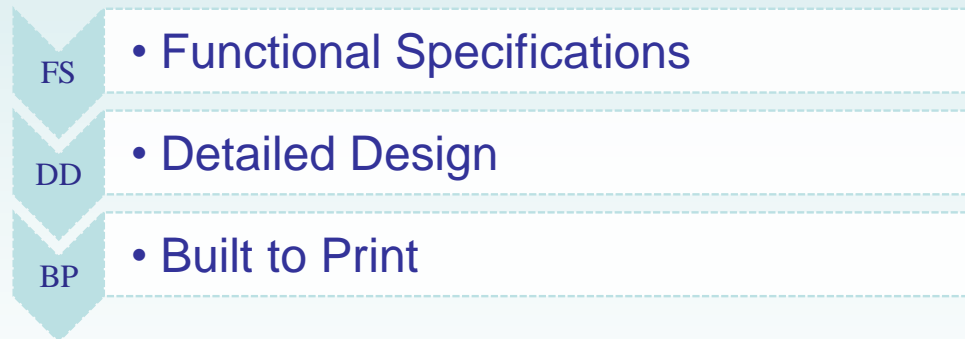 FS
• Functional Specifications
DD
• Detailed Design
BP
• Built to Print